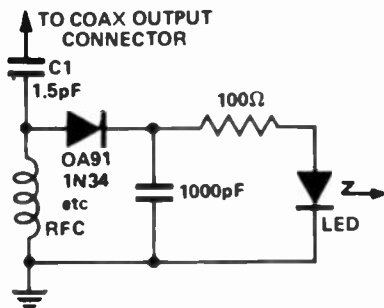 TO COAX OUTPUT
CONNECTOR
C1
1.5pF
100Ω
OA91
1N34
etc
RFC
1000pF
LED